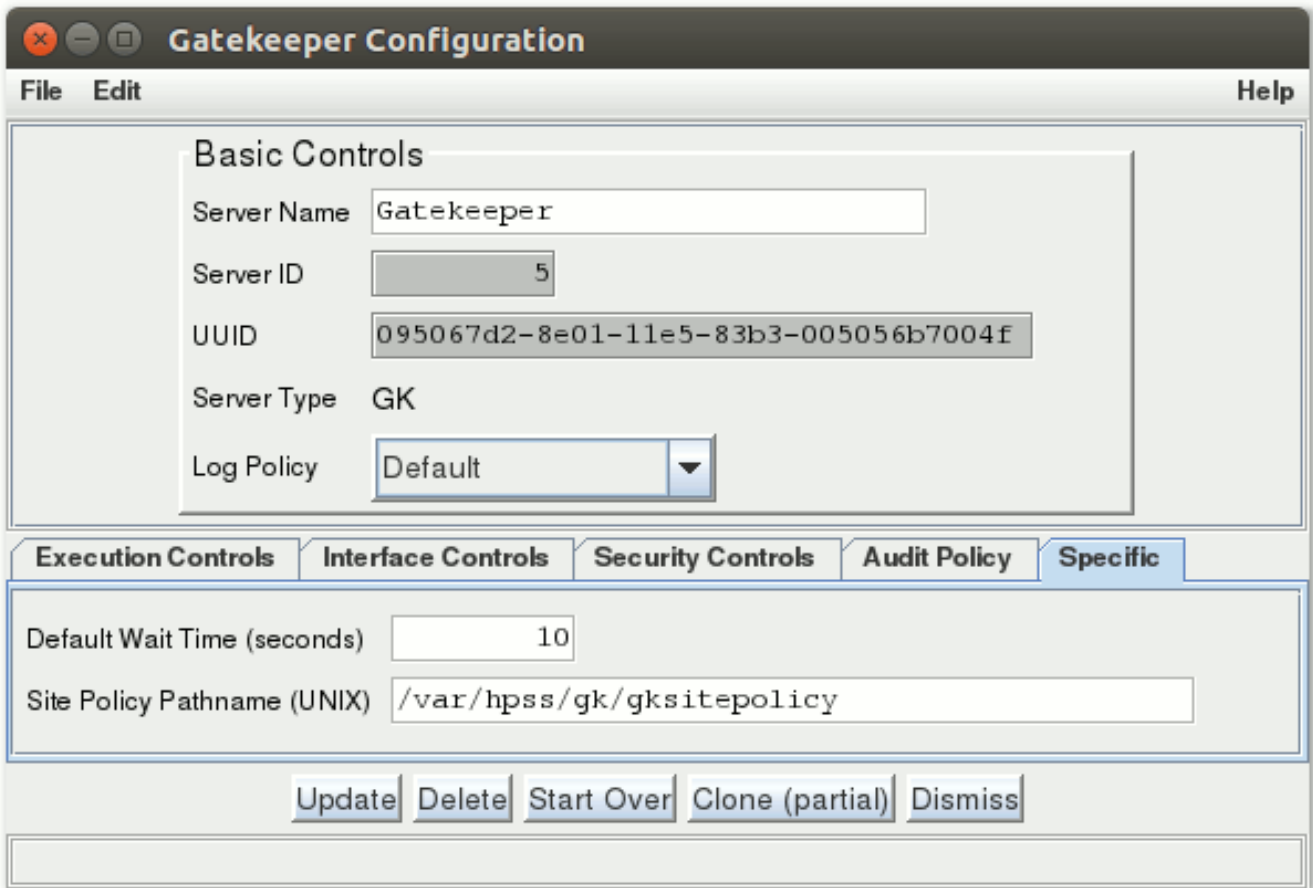 Gatekeeper Configuration
File Edit Help
Basic Controls
Server Name Gatekeeper
Server ID 5
UUID 095067d2-8e01-11e5-83b3-005056b7004f
Server Type GK
Log Policy Default
Execution Controls Interface Controls Security Controls Audit Policy Specific
Default Wait Time (seconds) 10
Site Policy Pathname (UNIX) /var/hpss/gk/gksitepolicy
Update Delete Start Over Clone (partial) Dismiss